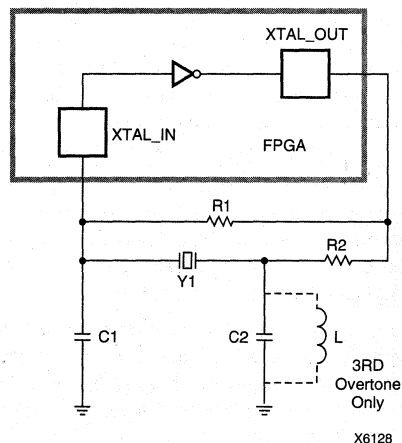 XTAL_OUT
XTAL_IN
FPGA
R1
R2
Y1
C1
C2
L
3RD
Overtone
Only
X6128